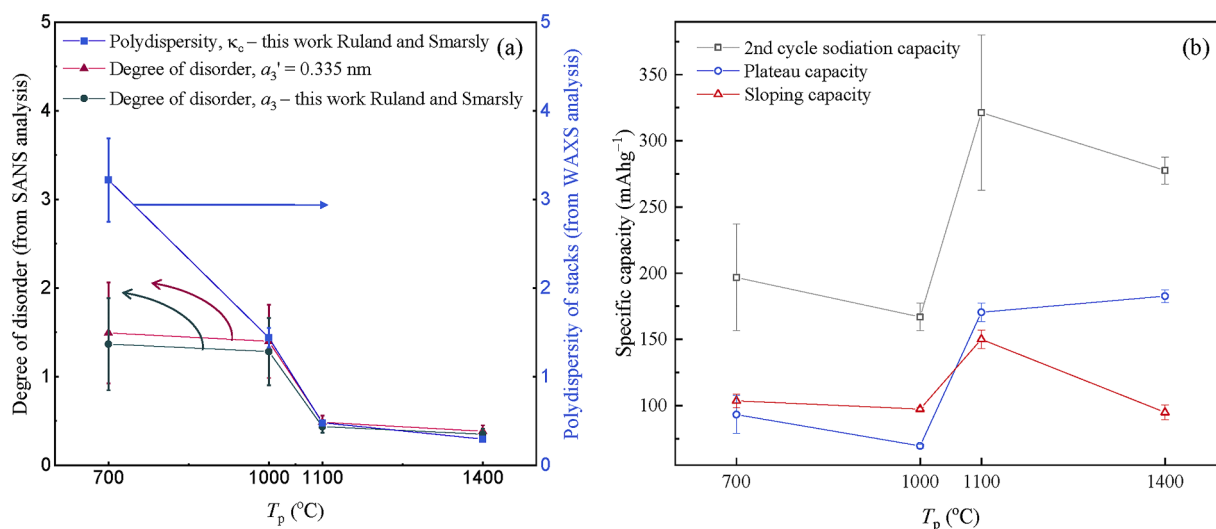 (a)
Polydispersity, κc – this work Ruland and Smarsly
Degree of disorder, a3' = 0.335 nm
Degree of disorder, a3 – this work Ruland and Smarsly
Degree of disorder (from SANS analysis)
5
4
3
2
1
0
5
4
3
2
1
0
Polydispersity of stacks (from WAXS analysis)
700
1000
1100
1400
Tp (°C)
(b)
2nd cycle sodiation capacity
Plateau capacity
Sloping capacity
Specific capacity (mAhg⁻¹)
350
300
250
200
150
100
700
1000
1100
1400
Tp (°C)